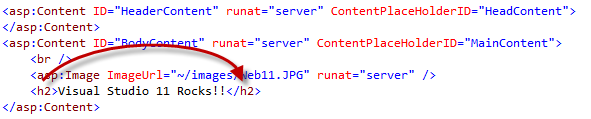 <asp:Content ID="HeaderContent" runat="server" ContentPlaceHolderID="HeadContent">
</asp:Content>
<asp:Content ID="BodyContent" runat="server" ContentPlaceHolderID="MainContent">
<br />
<asp:Image ImageUrl="~/images/Web11.JPG" runat="server" />
<h2>Visual Studio 11 Rocks!!</h2>
</asp:Content>